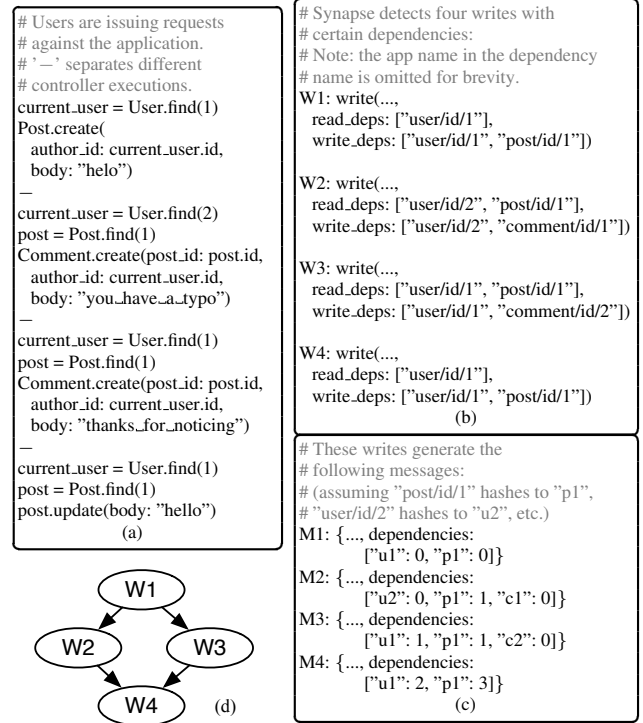 # Users are issuing requests
# against the application.
# '—' separates different
# controller executions.
current_user = User.find(1)
Post.create(
author_id: current_user.id,
body: "helo")
—
current_user = User.find(2)
post = Post.find(1)
Comment.create(post_id: post.id,
author_id: current_user.id,
body: "you␣have␣a␣typo")
—
current_user = User.find(1)
post = Post.find(1)
Comment.create(post_id: post.id,
author_id: current_user.id,
body: "thanks␣for␣noticing")
—
current_user = User.find(1)
post = Post.find(1)
post.update(body: "hello")
(a)
# Synapse detects four writes with
# certain dependencies:
# Note: the app name in the dependency
# name is omitted for brevity.
W1: write(...,
read_deps: ["user/id/1"],
write_deps: ["user/id/1", "post/id/1"])
W2: write(...,
read_deps: ["user/id/2", "post/id/1"],
write_deps: ["user/id/2", "comment/id/1"])
W3: write(...,
read_deps: ["user/id/1", "post/id/1"],
write_deps: ["user/id/1", "comment/id/2"])
W4: write(...,
read_deps: ["user/id/1"],
write_deps: ["user/id/1", "post/id/1"])
(b)
# These writes generate the
# following messages:
# (assuming "post/id/1" hashes to "p1",
# "user/id/2" hashes to "u2", etc.)
M1: {..., dependencies:
["u1": 0, "p1": 0]}
M2: {..., dependencies:
["u2": 0, "p1": 1, "c1": 0]}
M3: {..., dependencies:
["u1": 1, "p1": 1, "c2": 0]}
M4: {..., dependencies:
["u1": 2, "p1": 3]}
(c)
W1
W2 W3
W4 (d)